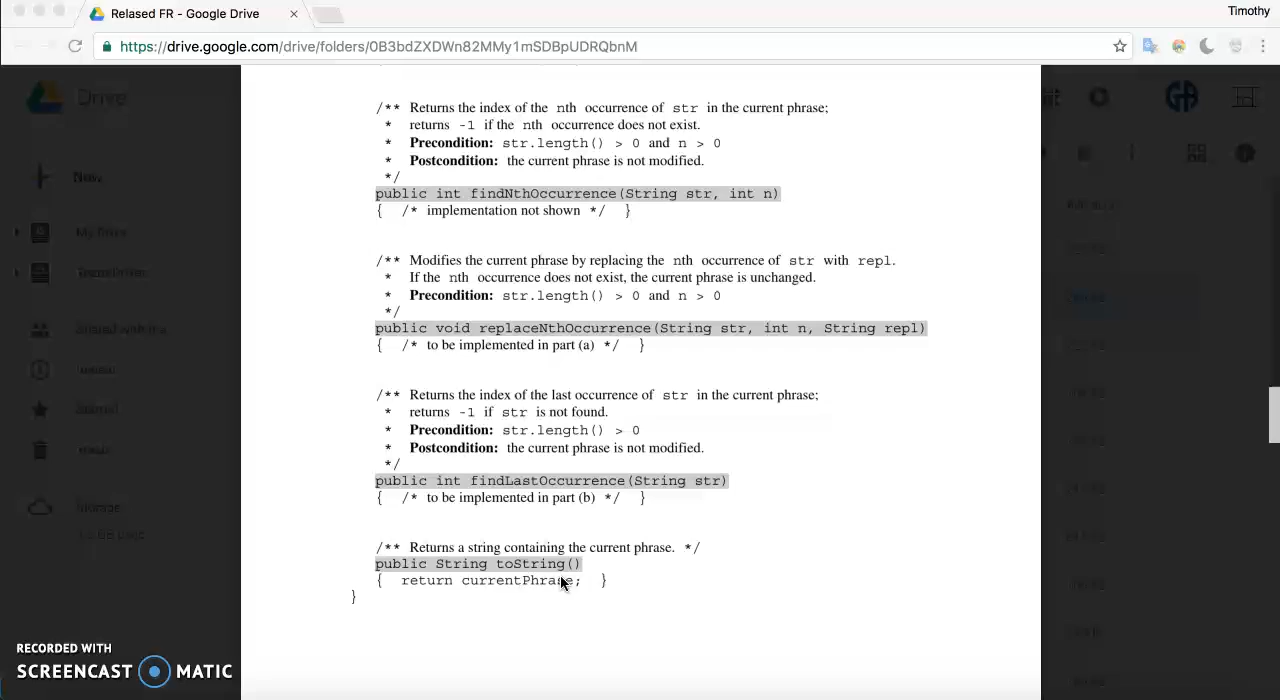 Relased FR - Google Drive
Timothy
https://drive.google.com/drive/folders/0B3bdZXDWn82MMy1mSDBpUDRQbnM
Drive
/** Returns the index of the nth occurrence of str in the current phrase;
* returns -1 if the nth occurrence does not exist.
* Precondition: str.length() > 0 and n > 0
* Postcondition: the current phrase is not modified.
*/
public int findNthOccurrence(String str, int n)
{ /* implementation not shown */ }
/** Modifies the current phrase by replacing the nth occurrence of str with repl.
* If the nth occurrence does not exist, the current phrase is unchanged.
* Precondition: str.length() > 0 and n > 0
*/
public void replaceNthOccurrence(String str, int n, String repl)
{ /* to be implemented in part (a) */ }
/** Returns the index of the last occurrence of str in the current phrase;
* returns -1 if str is not found.
* Precondition: str.length() > 0
* Postcondition: the current phrase is not modified.
*/
public int findLastOccurrence(String str)
{ /* to be implemented in part (b) */ }
/** Returns a string containing the current phrase. */
public String toString()
{ return currentPhrase; }
}
New
My Drive
Storage
RECORDED WITH
SCREENCAST MATIC